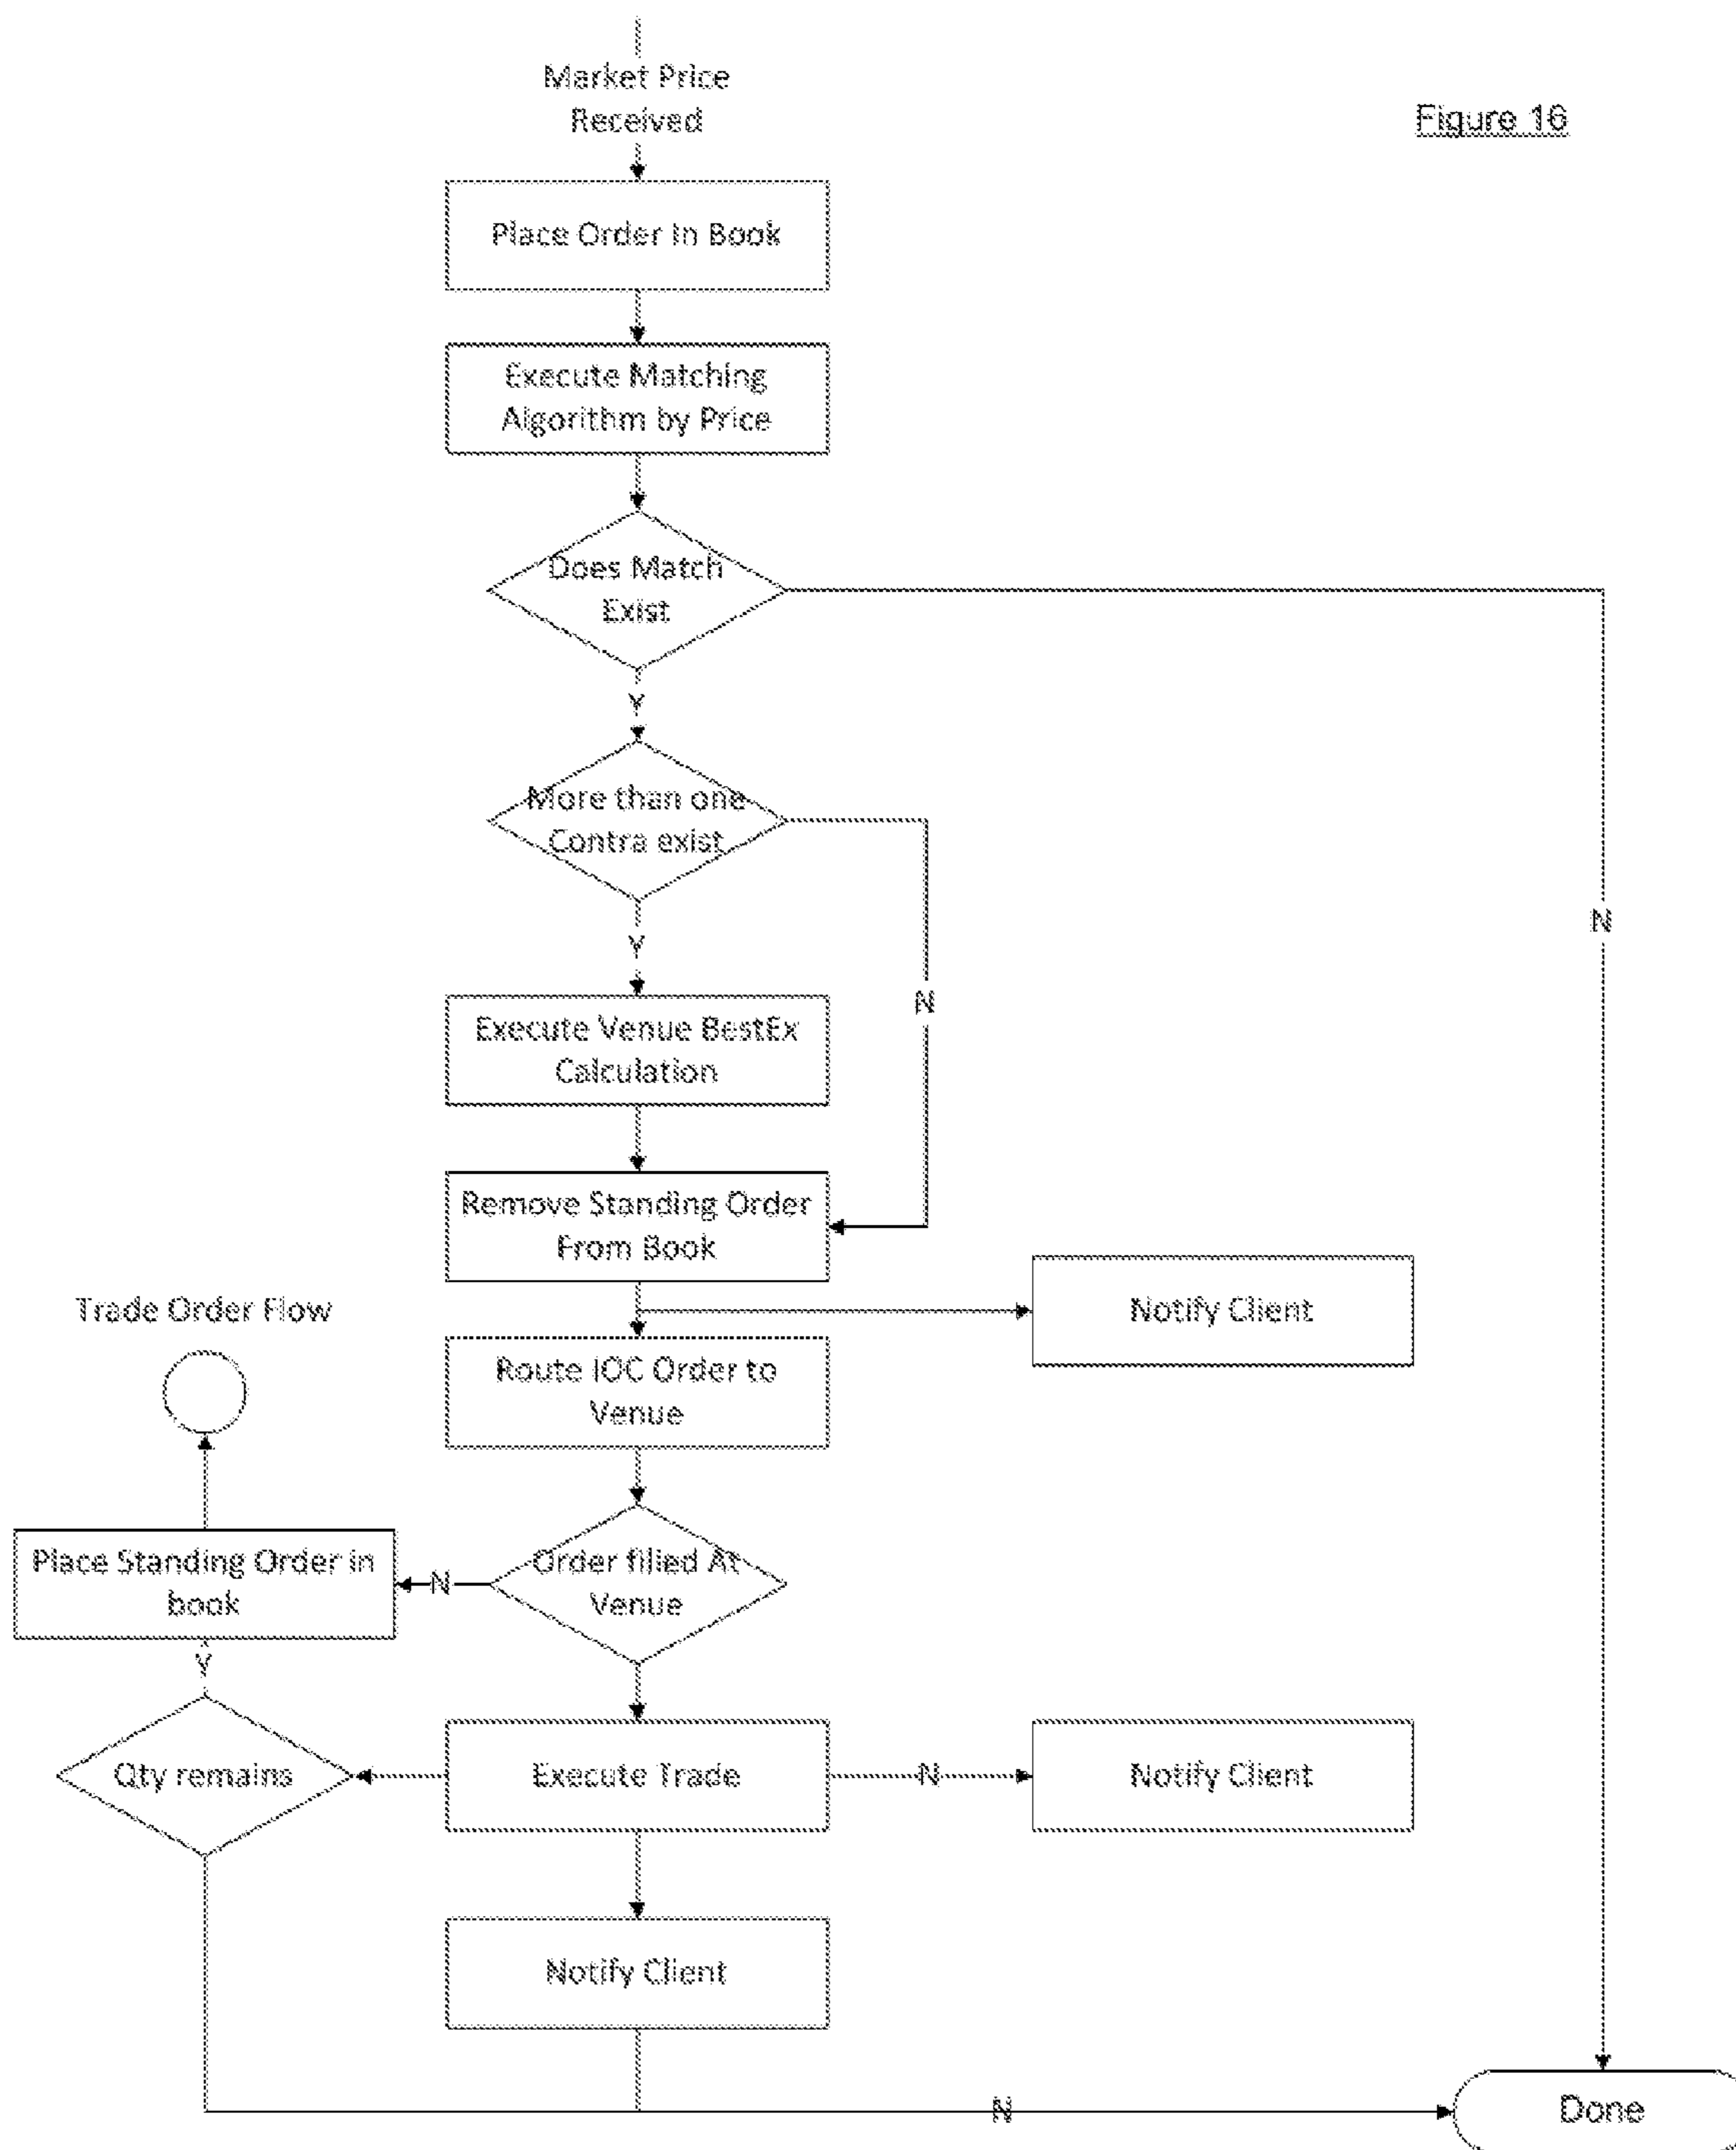 Market Price
Received
Figure 16
Place Order In Book
Execute Matching
Algorithm by Price
Does Match
Exist
Y
More than one
Contra exist
N
Y
N
Execute Venue BestEx
Calculation
Remove Standing Order
From Book
Trade Order Flow
Notify Client
Route IOC Order to
Venue
Place Standing Order in
book
N
Order filled At
Venue
Y
Qty remains
Execute Trade
N
Notify Client
Notify Client
N
Done